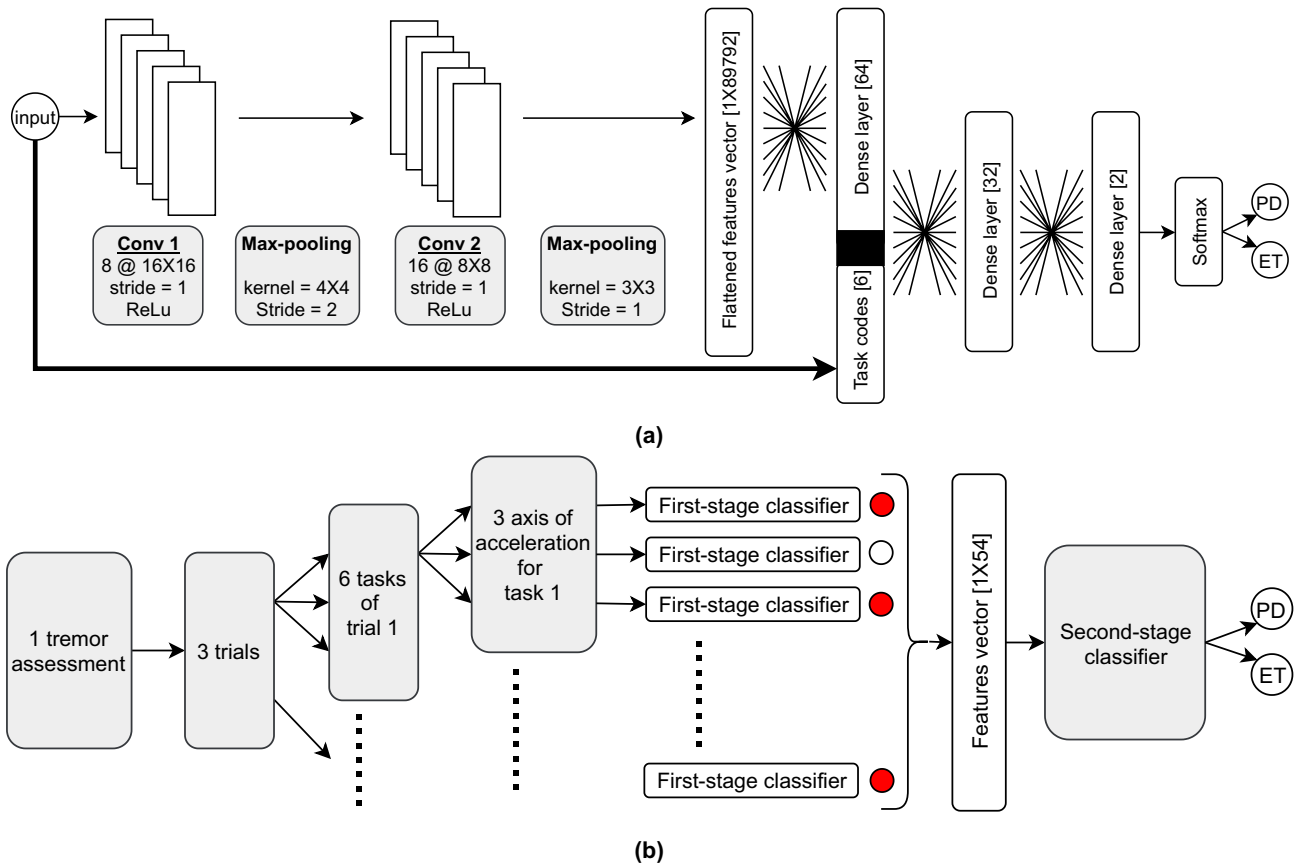 input
Conv 1
8 @ 16X16
stride = 1
ReLu
Max-pooling
kernel = 4X4
Stride = 2
Conv 2
16 @ 8X8
stride = 1
ReLu
Max-pooling
kernel = 3X3
Stride = 1
Flattened features vector [1X89792]
Dense layer [64]
Task codes [6]
Dense layer [32]
Dense layer [2]
Softmax
PD
ET
(a)
1 tremor
assessment
3 trials
6 tasks
of
trial 1
3 axis of
acceleration
for
task 1
First-stage classifier
First-stage classifier
First-stage classifier
First-stage classifier
Features vector [1X54]
Second-stage
classifier
PD
ET
(b)